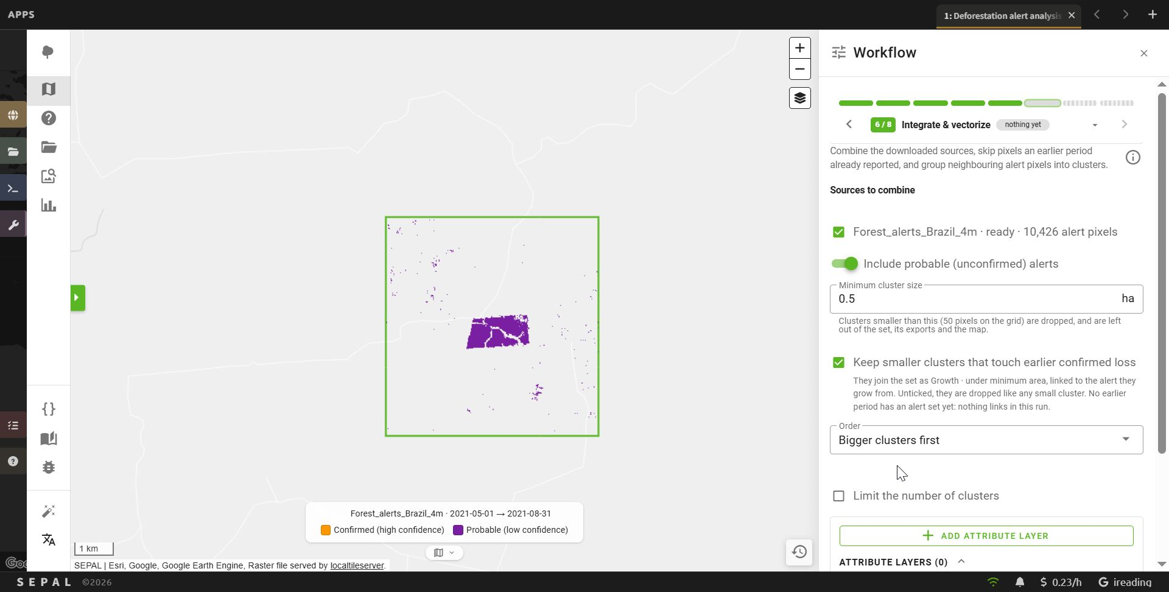 APPS
1: Deforestation alert analysis
Workflow
6 / 8 Integrate & vectorize nothing yet
Combine the downloaded sources, skip pixels an earlier period
already reported, and group neighbouring alert pixels into clusters.
Sources to combine
Forest_alerts_Brazil_4m · ready · 10,426 alert pixels
Include probable (unconfirmed) alerts
Minimum cluster size
0.5 ha
Clusters smaller than this (50 pixels on the grid) are dropped, and are left
out of the set, its exports and the map.
Keep smaller clusters that touch earlier confirmed loss
They join the set as Growth · under minimum area, linked to the alert they
grow from. Unticked, they are dropped like any small cluster. No earlier
period has an alert set yet: nothing links in this run.
Order
Bigger clusters first
Limit the number of clusters
ADD ATTRIBUTE LAYER
ATTRIBUTE LAYERS (0)
Forest_alerts_Brazil_4m · 2021-05-01 → 2021-08-31
Confirmed (high confidence) Probable (low confidence)
1 km
SEPAL | Esri, Google, Google Earth Engine, Raster file served by localtileserver.
SEPAL ©2026
$ 0.23/h
ireading